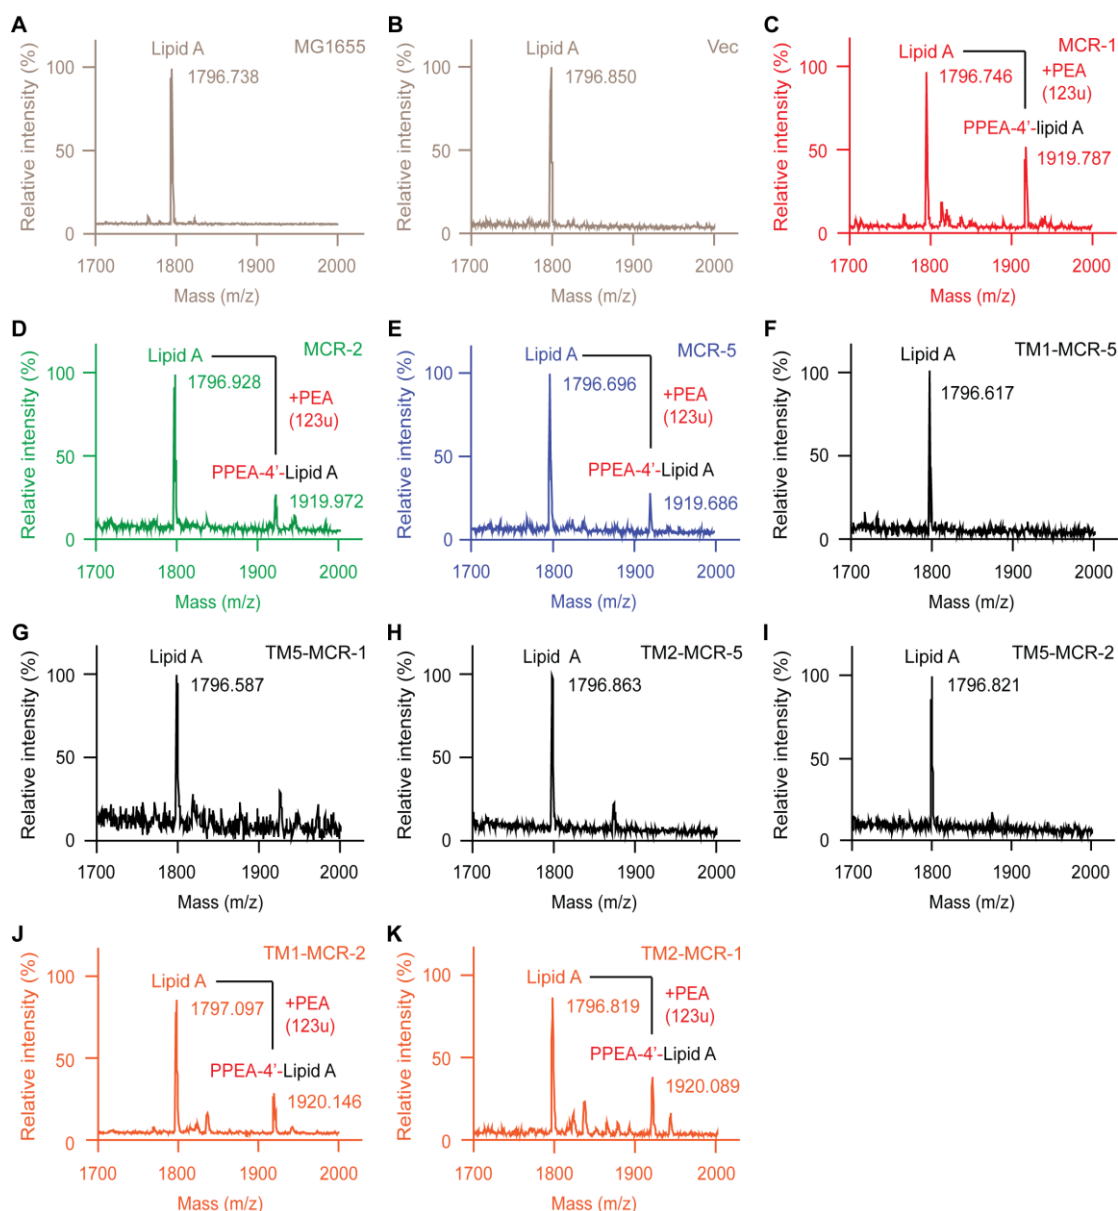 A
Relative intensity (%)
100
50
0
Lipid A
MG1655
1796.738
1700 1800 1900 2000
Mass (m/z)
B
Relative intensity (%)
100
50
0
Lipid A
Vec
1796.850
1700 1800 1900 2000
Mass (m/z)
C
Relative intensity (%)
100
50
0
Lipid A
MCR-1
1796.746
+PEA
(123u)
PPEA-4'-lipid A
1919.787
1700 1800 1900 2000
Mass (m/z)
D
Relative intensity (%)
100
50
0
Lipid A
MCR-2
1796.928
+PEA
(123u)
PPEA-4'-Lipid A
1919.972
1700 1800 1900 2000
Mass (m/z)
E
Relative intensity (%)
100
50
0
Lipid A
MCR-5
1796.696
+PEA
(123u)
PPEA-4'-Lipid A
1919.686
1700 1800 1900 2000
Mass (m/z)
F
Relative intensity (%)
100
50
0
Lipid A
TM1-MCR-5
1796.617
1700 1800 1900 2000
Mass (m/z)
G
Relative intensity (%)
100
50
0
Lipid A
TM5-MCR-1
1796.587
1700 1800 1900 2000
Mass (m/z)
H
Relative intensity (%)
100
50
0
Lipid A
TM2-MCR-5
1796.863
1700 1800 1900 2000
Mass (m/z)
I
Relative intensity (%)
100
50
0
Lipid A
TM5-MCR-2
1796.821
1700 1800 1900 2000
Mass (m/z)
J
Relative intensity (%)
100
50
0
Lipid A
TM1-MCR-2
1797.097
+PEA
(123u)
PPEA-4'-Lipid A
1920.146
1700 1800 1900 2000
Mass (m/z)
K
Relative intensity (%)
100
50
0
Lipid A
TM2-MCR-1
1796.819
+PEA
(123u)
PPEA-4'-Lipid A
1920.089
1700 1800 1900 2000
Mass (m/z)